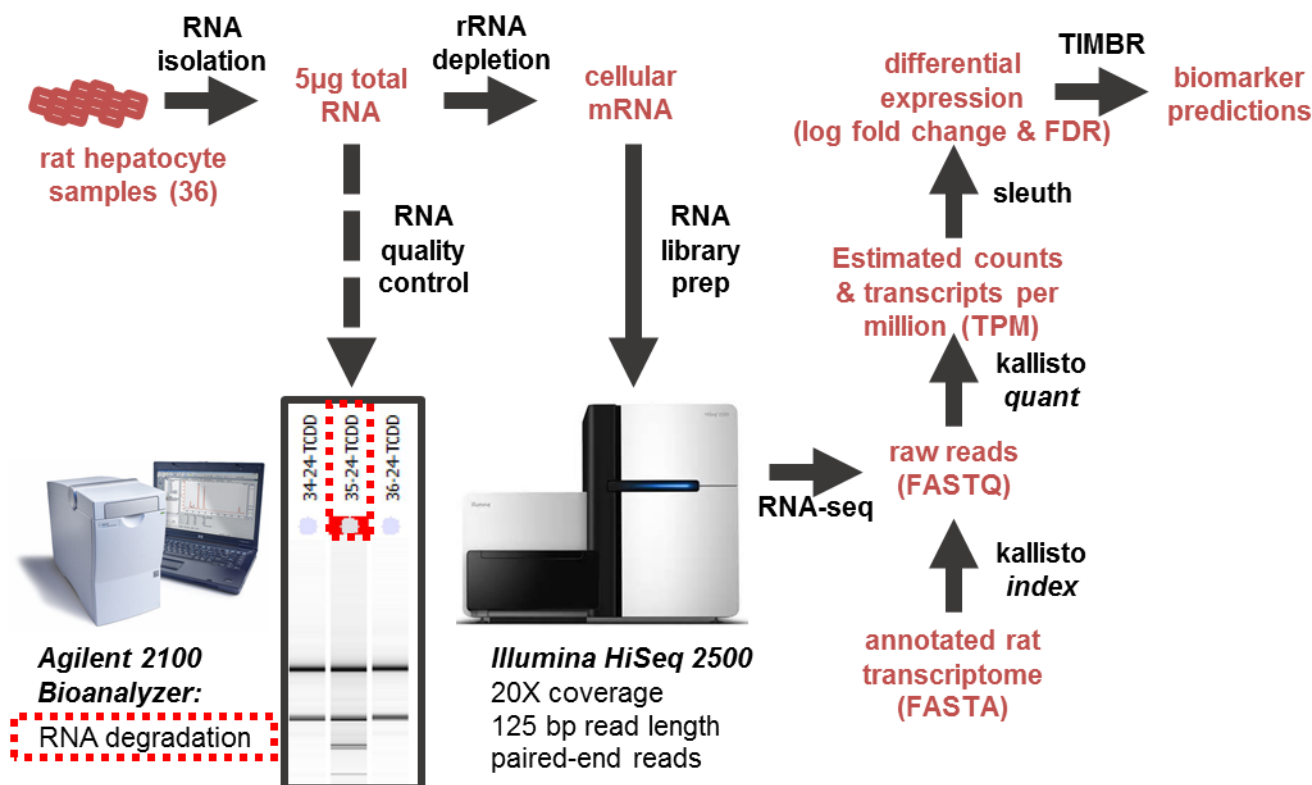 RNA
isolation
rRNA
depletion
rat hepatocyte
samples (36)
5µg total
RNA
cellular
mRNA
RNA
quality
control
RNA
library
prep
34-24-TCDD
35-24-TCDD
36-24-TCDD
Agilent 2100
Bioanalyzer:
RNA degradation
Illumina HiSeq 2500
20X coverage
125 bp read length
paired-end reads
RNA-seq
raw reads
(FASTQ)
kallisto
index
annotated rat
transcriptome
(FASTA)
kallisto
quant
Estimated counts
& transcripts per
million (TPM)
sleuth
differential
expression
(log fold change & FDR)
TIMBR
biomarker
predictions